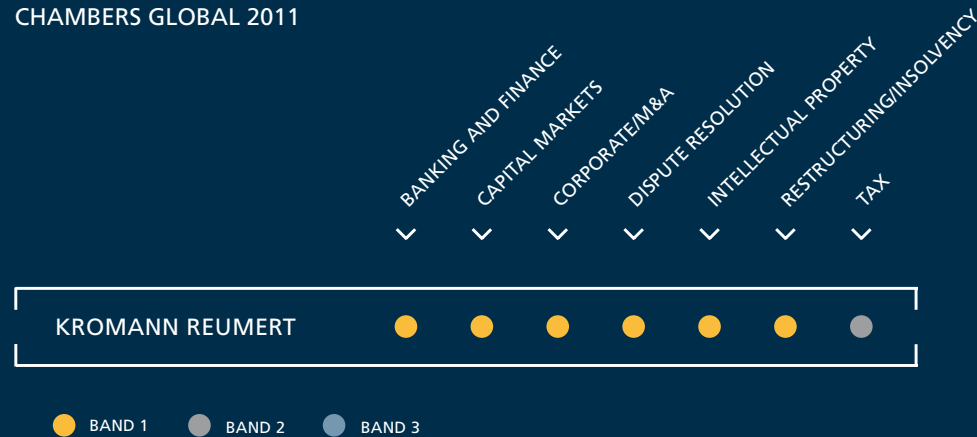 CHAMBERS GLOBAL 2011
BANKING AND FINANCE
CAPITAL MARKETS
CORPORATE/M&A
DISPUTE RESOLUTION
INTELLECTUAL PROPERTY
RESTRUCTURING/INSOLVENCY
TAX
KROMANN REUMERT
BAND 1 BAND 2 BAND 3